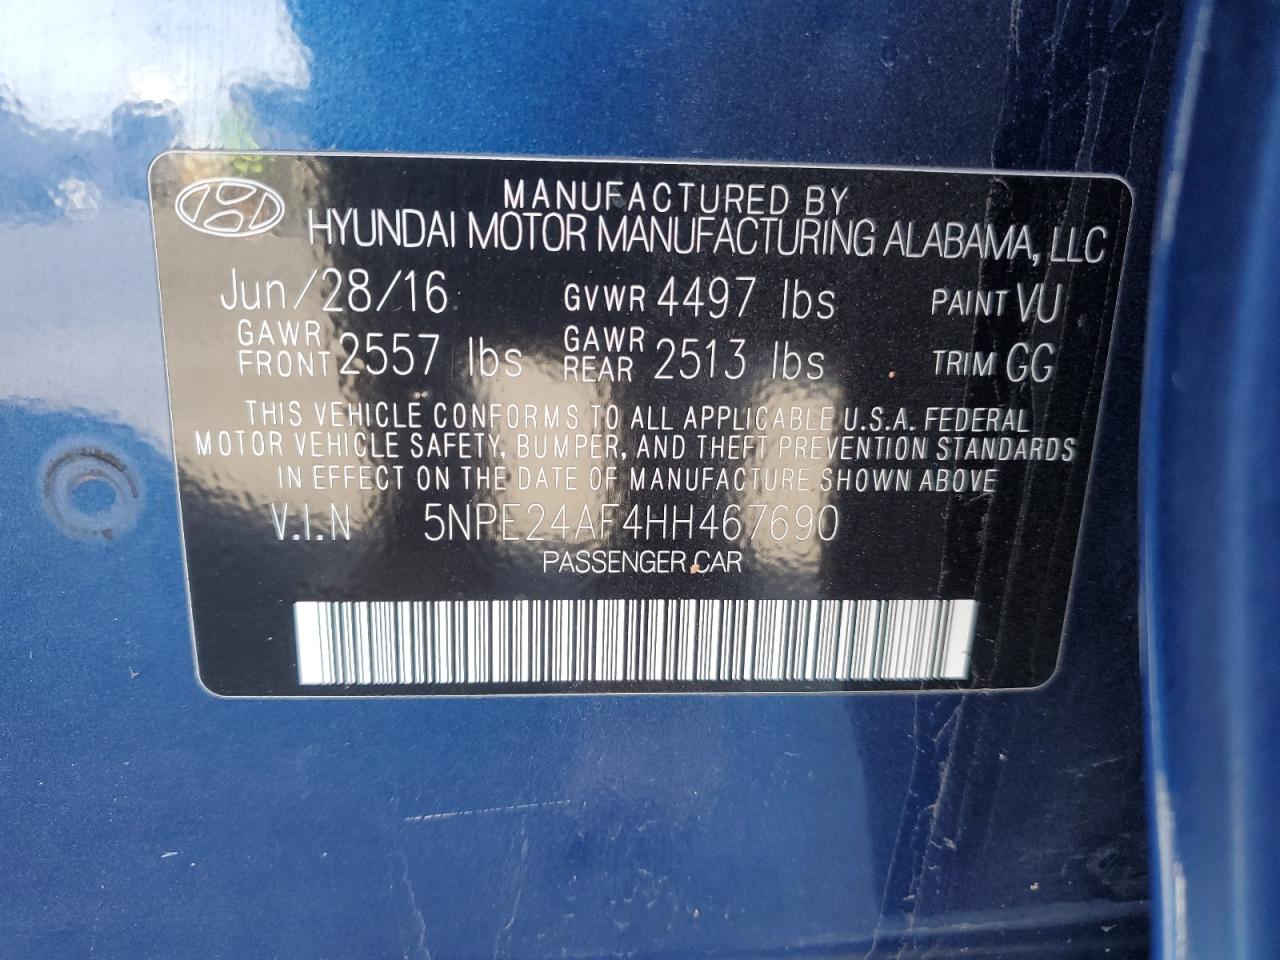 MANUFACTURED BY
HYUNDAI MOTOR MANUFACTURING ALABAMA, LLC
Jun/28/16 GVWR 4497 lbs PAINT VU
GAWR FRONT 2557 lbs GAWR REAR 2513 lbs TRIM GG
THIS VEHICLE CONFORMS TO ALL APPLICABLE U.S.A. FEDERAL
MOTOR VEHICLE SAFETY, BUMPER, AND THEFT PREVENTION STANDARDS
IN EFFECT ON THE DATE OF MANUFACTURE SHOWN ABOVE
V.I.N 5NPE24AF4HH467690
PASSENGER CAR